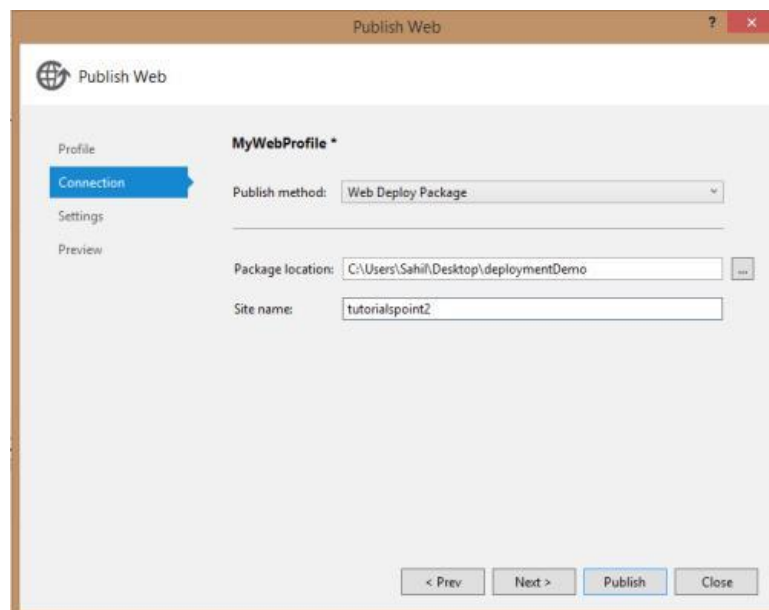 Publish Web
?
×
Publish Web
Profile
Connection
Settings
Preview
MyWebProfile *
Publish method: Web Deploy Package
Package location: C:\Users\Sahil\Desktop\deploymentDemo ...
Site name: tutorialspoint2
< Prev Next > Publish Close